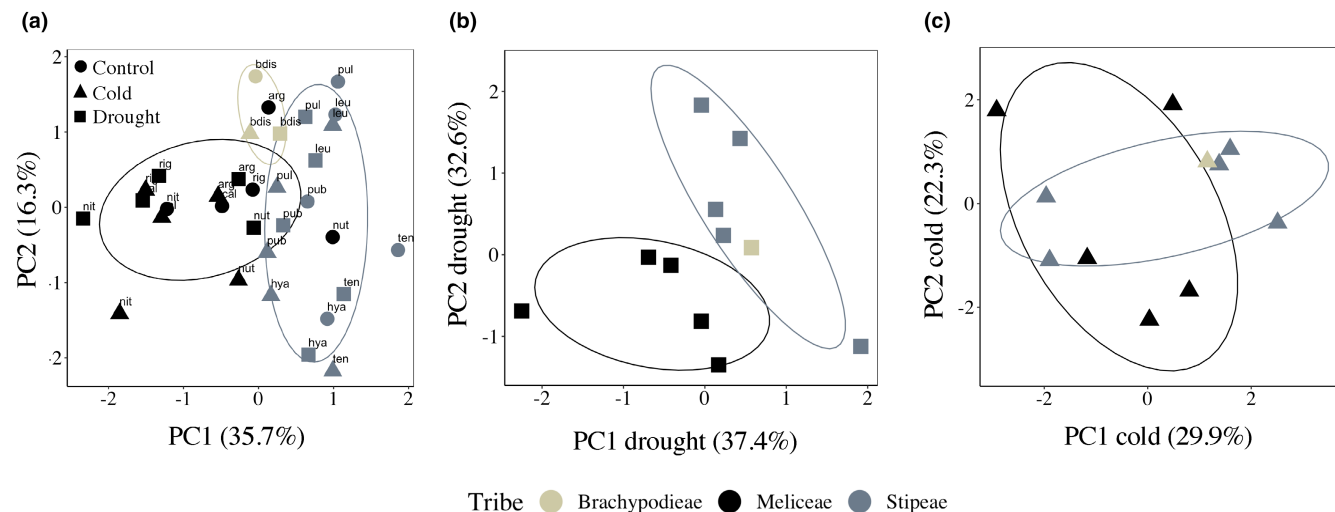 (a)
(b)
(c)
Control
Cold
Drought
bdis
pul
arg
leu
pul
leu
bdis
bdis
leu
rig
arg
pul
rig
arg
cal
pub
nit
nit
nut
pub
nut
ten
pub
nut
hya
ten
nit
hya
hya
ten
2
1
0
-1
-2
-2
-1
0
1
2
PC2 (16.3%)
PC1 (35.7%)
2
1
0
-1
-2
-1
0
1
2
PC2 drought (32.6%)
PC1 drought (37.4%)
2
0
-2
-2
0
2
PC2 cold (22.3%)
PC1 cold (29.9%)
Tribe Brachypodieae Meliceae Stipeae